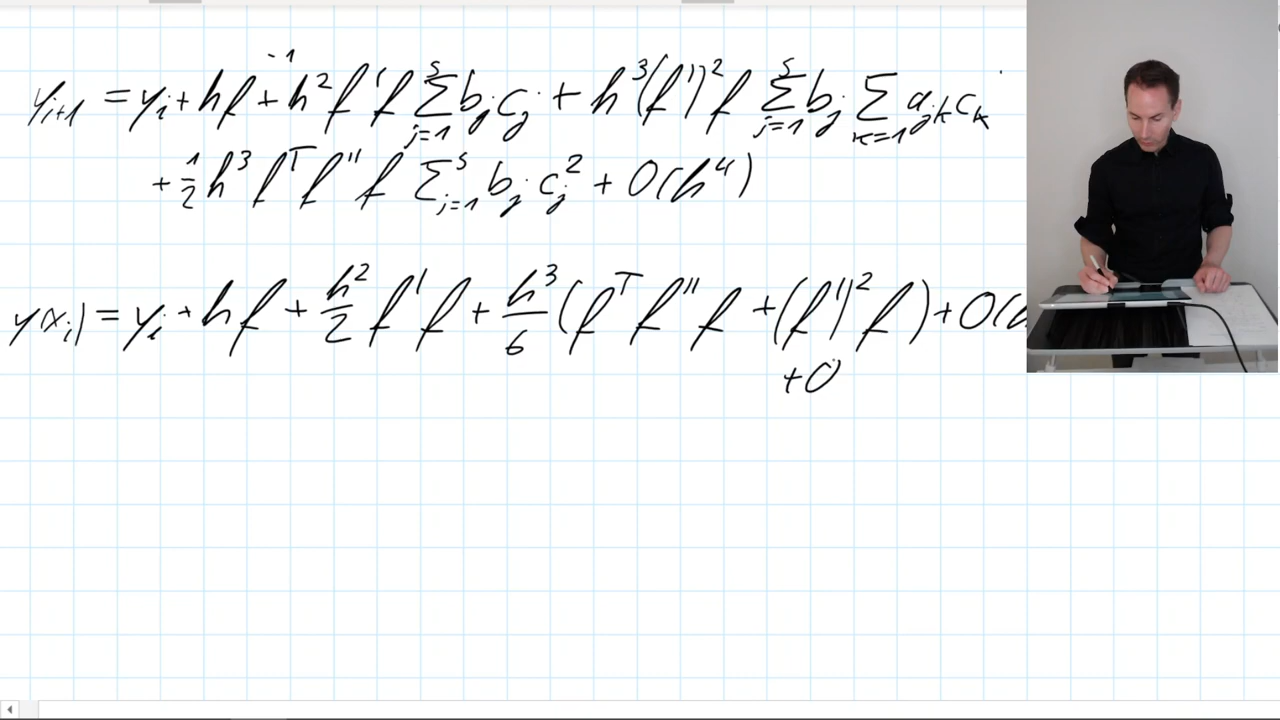 -1
y_{i+1} = y_i + hf + h^2 f' f \sum_{j=1}^{s} b_j c_j + h^3 (f')^2 f \sum_{j=1}^{s} b_j \sum_{k=1} a_{jk} c_k
+ \frac{1}{2} h^3 f^T f'' f \sum_{j=1}^{s} b_j c_j^2 + O(h^4)
y(x_i) = y_i + hf + \frac{h^2}{2} f' f + \frac{h^3}{6} (f^T f'' f + (f')^2 f) + O(
+O